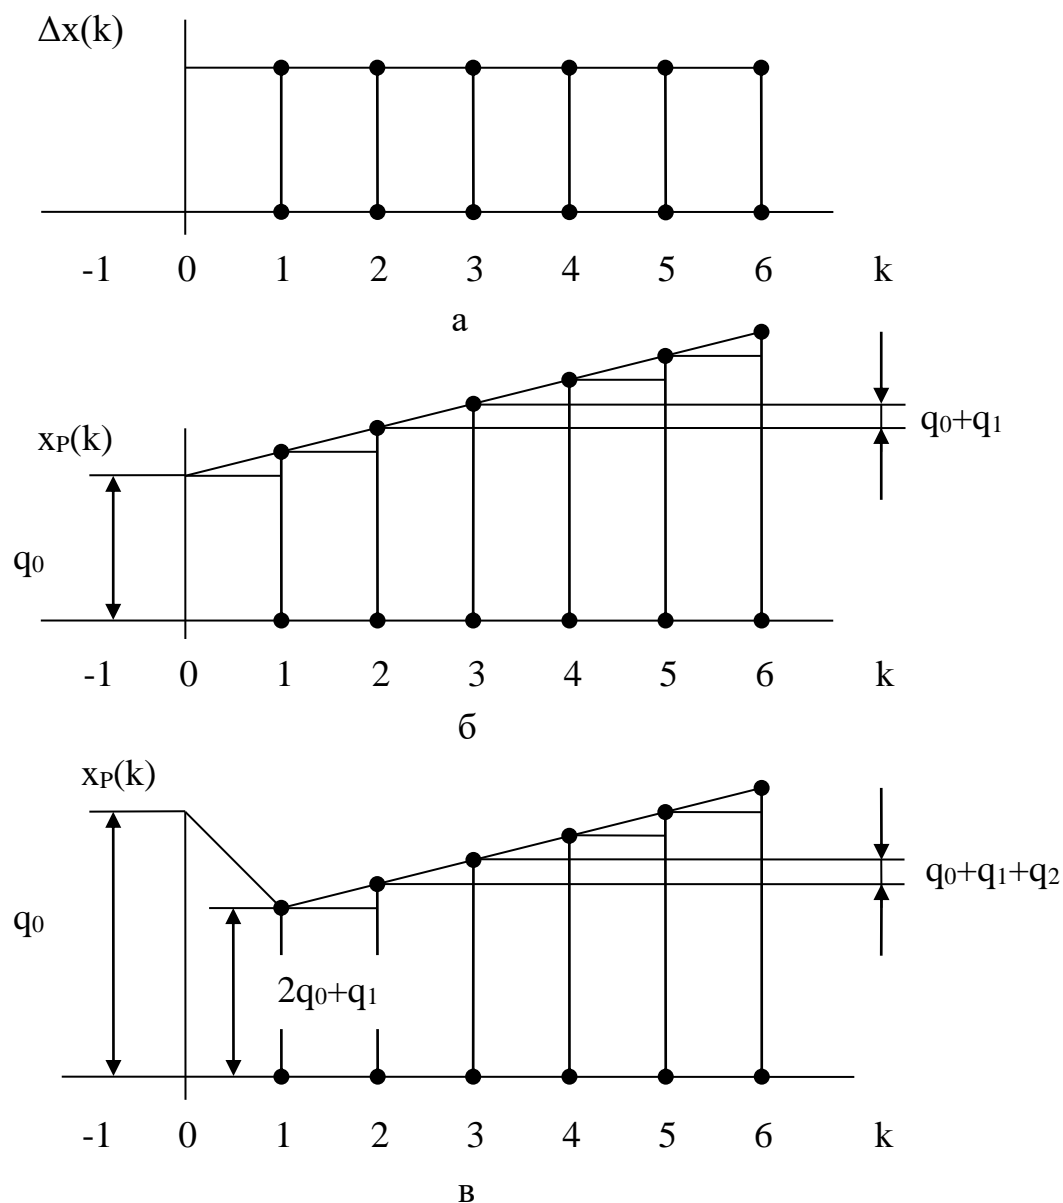 Δx(k)
-1 0 1 2 3 4 5 6 k
а
xP(k)
q0+q1
q0
-1 0 1 2 3 4 5 6 k
б
xP(k)
q0+q1+q2
q0
2q0+q1
-1 0 1 2 3 4 5 6 k
в